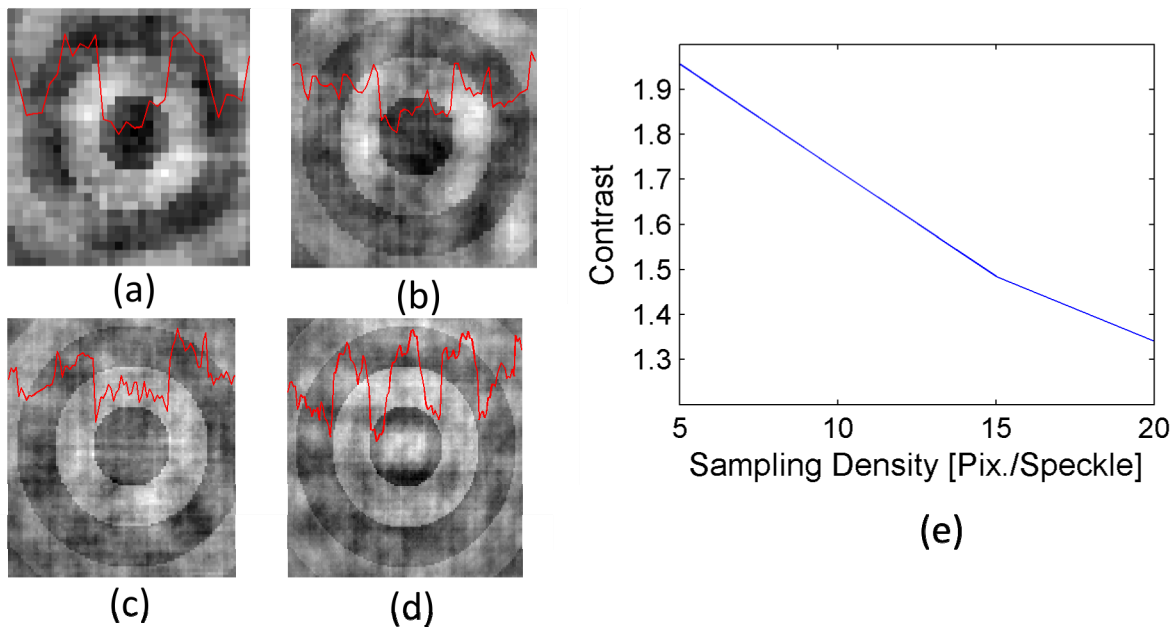 (a)
(b)
(c)
(d)
1.9
1.8
1.7
1.6
1.5
1.4
1.3
Contrast
5
10
15
20
Sampling Density [Pix./Speckle]
(e)